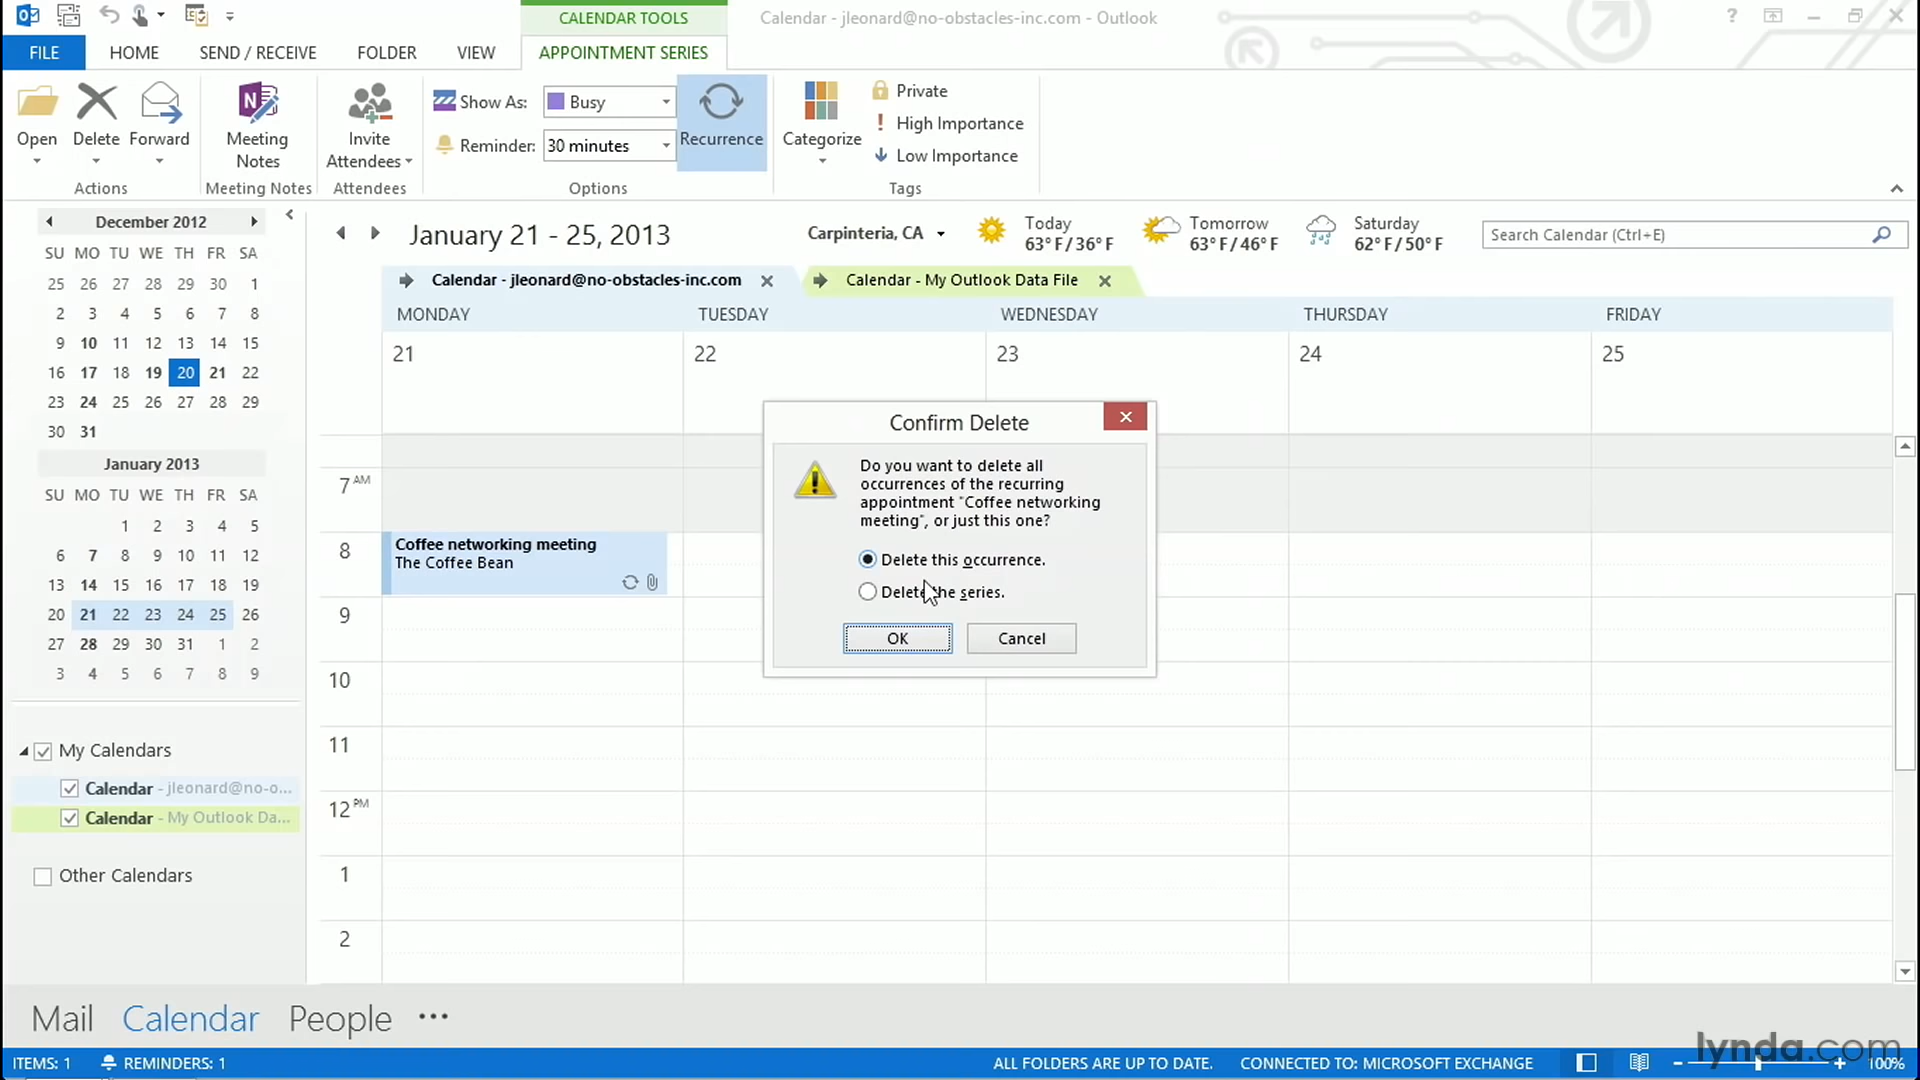 CALENDAR TOOLS
Calendar - jleonard@no-obstacles-inc.com - Outlook
?
FILE
HOME
SEND / RECEIVE
FOLDER
VIEW
APPOINTMENT SERIES
Open
Delete
Forward
Actions
Meeting
Notes
Meeting Notes
Invite
Attendees
Attendees
Show As:
Busy
Reminder:
30 minutes
Recurrence
Options
Categorize
Private
High Importance
Low Importance
Tags
December 2012
SU MO TU WE TH FR SA
25 26 27 28 29 30 1
2 3 4 5 6 7 8
9 10 11 12 13 14 15
16 17 18 19 20 21 22
23 24 25 26 27 28 29
30 31
January 2013
SU MO TU WE TH FR SA
1 2 3 4 5
6 7 8 9 10 11 12
13 14 15 16 17 18 19
20 21 22 23 24 25 26
27 28 29 30 31 1 2
3 4 5 6 7 8 9
My Calendars
Calendar - jleonard@no-o...
Calendar - My Outlook Da...
Other Calendars
January 21 - 25, 2013
Carpinteria, CA
Today
63° F / 36° F
Tomorrow
63° F / 46° F
Saturday
62° F / 50° F
Search Calendar (Ctrl+E)
Calendar - jleonard@no-obstacles-inc.com
Calendar - My Outlook Data File
MONDAY TUESDAY WEDNESDAY THURSDAY FRIDAY
21 22 23 24 25
7 AM
8
9
10
11
12 PM
1
2
Coffee networking meeting
The Coffee Bean
Confirm Delete
Do you want to delete all
occurrences of the recurring
appointment "Coffee networking
meeting", or just this one?
Delete this occurrence.
Delete the series.
OK
Cancel
Mail Calendar People ...
ITEMS: 1
REMINDERS: 1
ALL FOLDERS ARE UP TO DATE.
CONNECTED TO: MICROSOFT EXCHANGE
100%
lynda.com